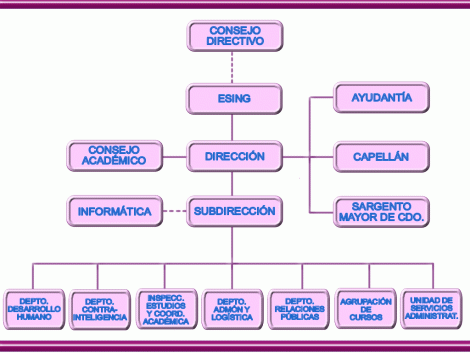 CONSEJO
DIRECTIVO
ESING
AYUDANTÍA
CONSEJO
ACADÉMICO
DIRECCIÓN
CAPELLÁN
INFORMÁTICA
SUBDIRECCIÓN
SARGENTO
MAYOR DE CDO.
DEPTO.
DESARROLLO
HUMANO
DEPTO.
CONTRA-
INTELIGENCIA
INSPECC.
ESTUDIOS
Y COORD.
ACADÉMICA
DEPTO.
ADMÓN Y
LOGÍSTICA
DEPTO.
RELACIONES
PÚBLICAS
AGRUPACIÓN
DE
CURSOS
UNIDAD DE
SERVICIOS
ADMINISTRAT.